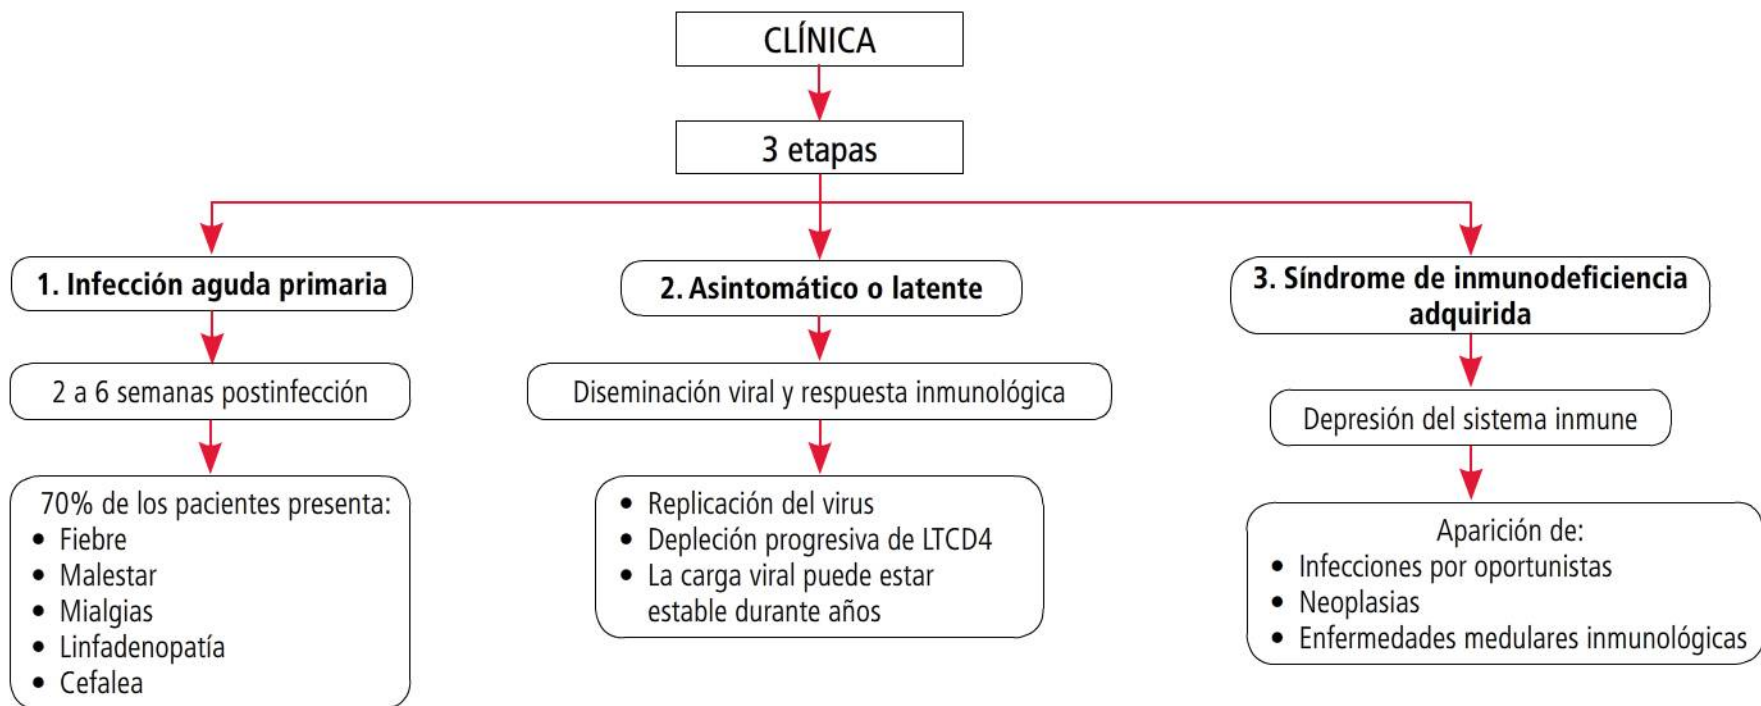 CLÍNICA
3 etapas
1. Infección aguda primaria
2 a 6 semanas postinfección
70% de los pacientes presenta:
• Fiebre
• Malestar
• Mialgias
• Linfadenopatía
• Cefalea
2. Asintomático o latente
Diseminación viral y respuesta inmunológica
• Replicación del virus
• Depleción progresiva de LTCD4
• La carga viral puede estar
estable durante años
3. Síndrome de inmunodeficiencia
adquirida
Depresión del sistema inmune
Aparición de:
• Infecciones por oportunistas
• Neoplasias
• Enfermedades medulares inmunológicas